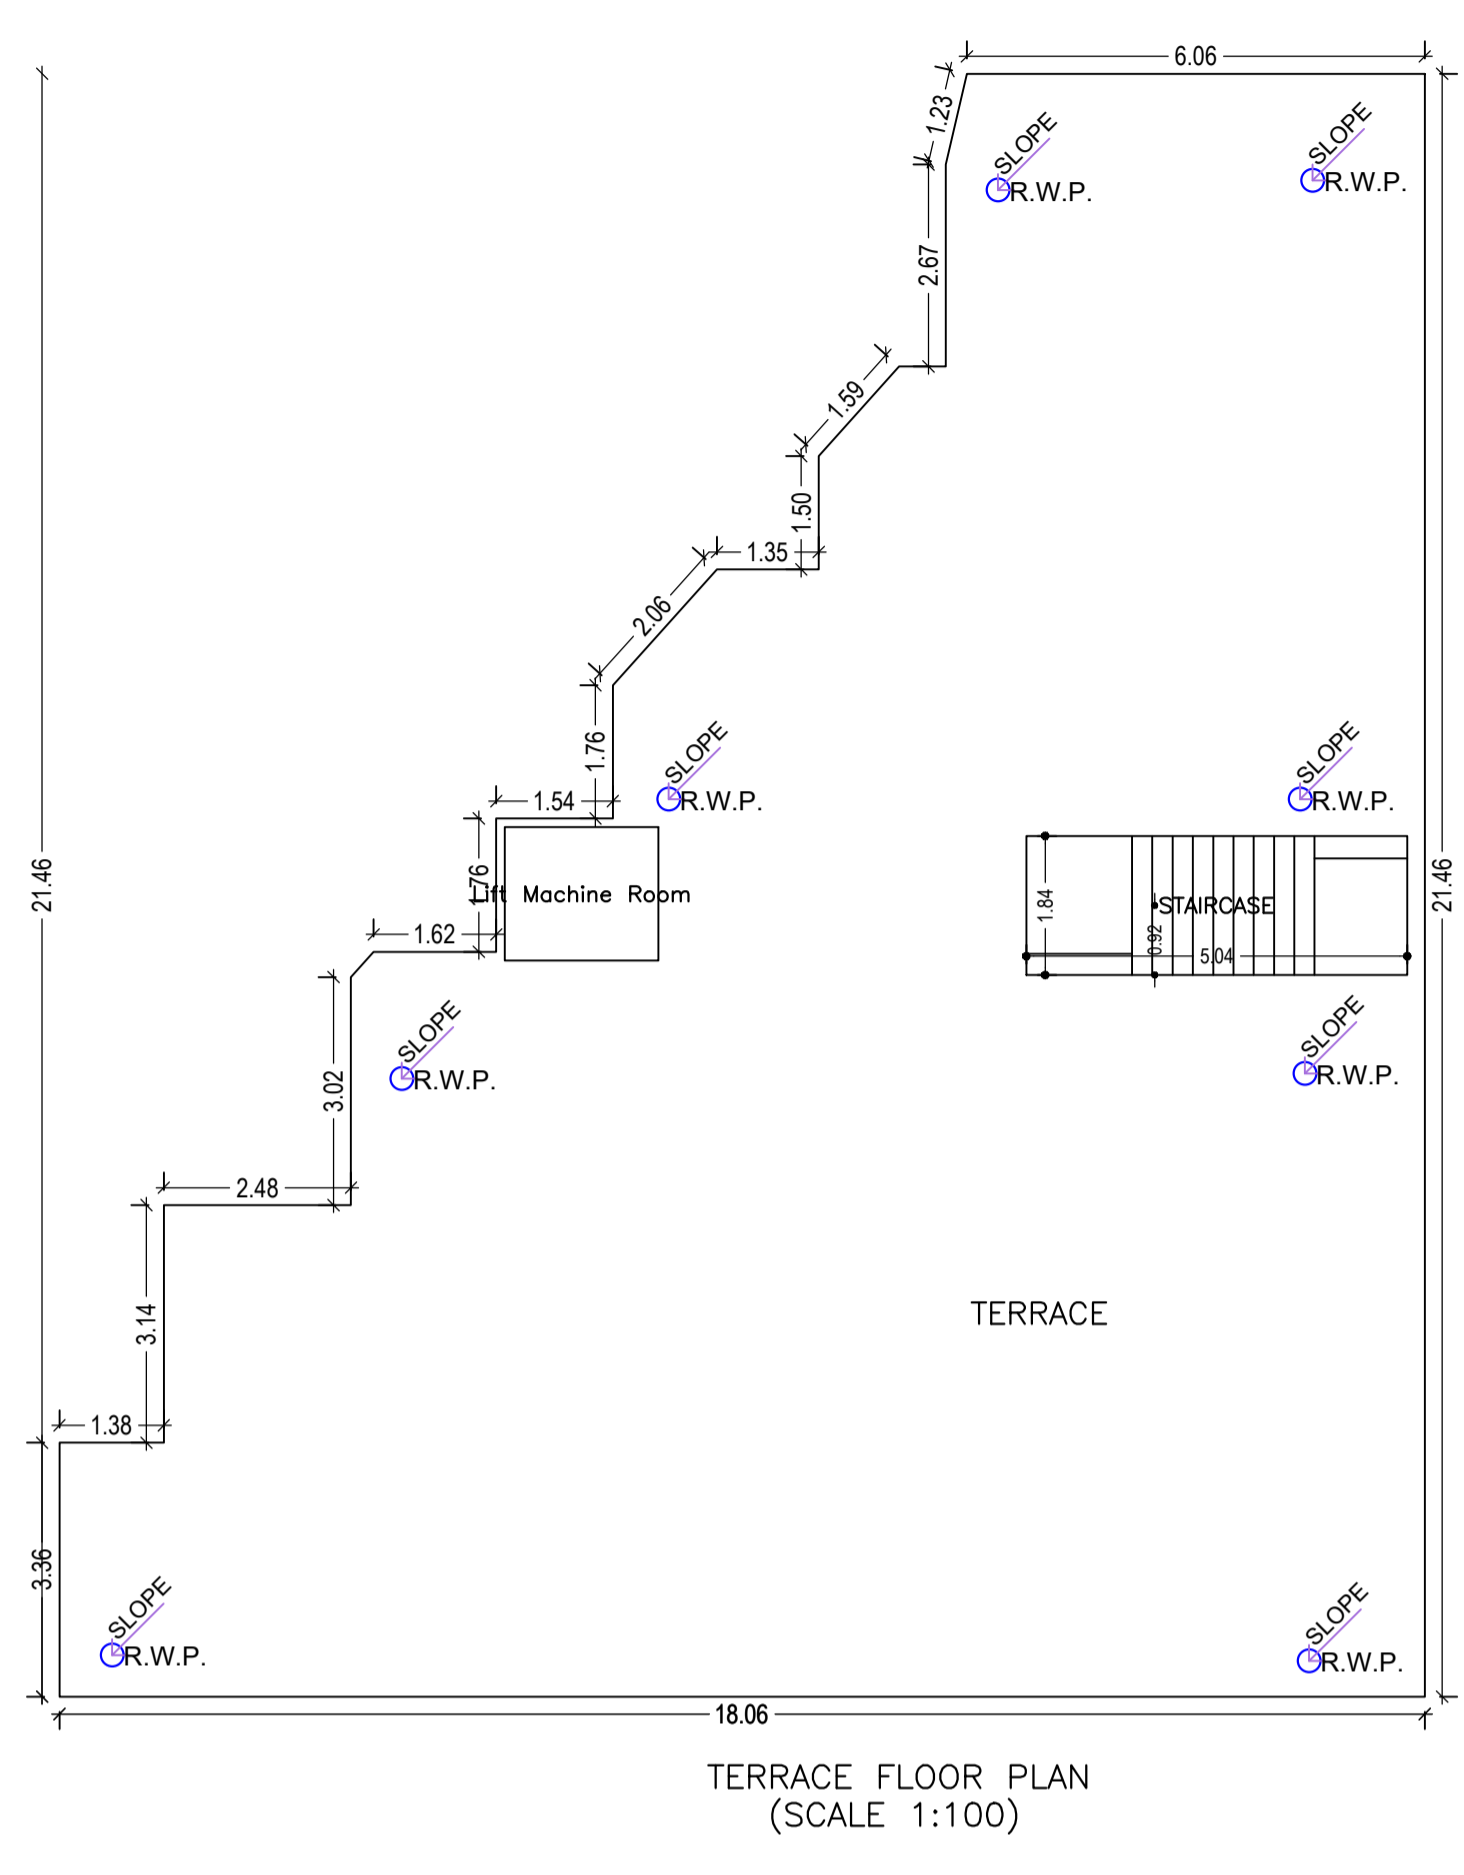 6.06
1.23
SLOPE
R.W.P.
SLOPE
R.W.P.
2.67
1.59
1.50
1.35
2.06
1.76
SLOPE
R.W.P.
SLOPE
R.W.P.
1.54
21.46
21.46
1.76
Lift Machine Room
1.84
STAIRCASE
0.92
5.04
1.62
SLOPE
R.W.P.
SLOPE
R.W.P.
3.02
2.48
3.14
TERRACE
1.38
3.36
SLOPE
R.W.P.
SLOPE
R.W.P.
18.06
TERRACE FLOOR PLAN
(SCALE 1:100)